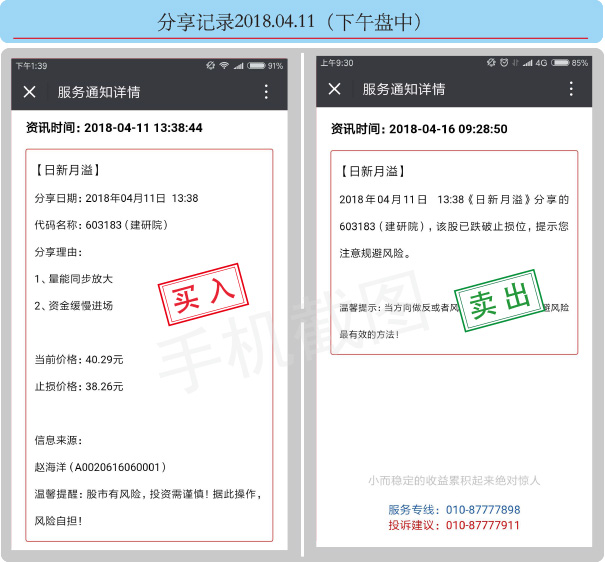 分享记录2018.04.11（下午盘中）
下午1:39
91%
服务通知详情
资讯时间: 2018-04-11 13:38:44
【日新月溢】
分享日期: 2018年04月11日 13:38
代码名称: 603183（建研院）
分享理由:
1、量能同步放大
2、资金缓慢进场
买入
当前价格: 40.29元
止损价格: 38.26元
信息来源:
赵海洋（A0020616060001）
温馨提醒: 股市有风险, 投资需谨慎! 据此操作,
风险自担!
上午9:30
4G
85%
服务通知详情
资讯时间: 2018-04-16 09:28:50
【日新月溢】
2018年04月11日 13:38《日新月溢》分享的
603183（建研院）, 该股已跌破止损位, 提示您
注意规避风险。
卖出
温馨提示: 当方向做反或者风
避风险
最有效的方法!
小而稳定的收益累积起来绝对惊人
服务专线: 010-87777898
投诉建议: 010-87777911
手机截图